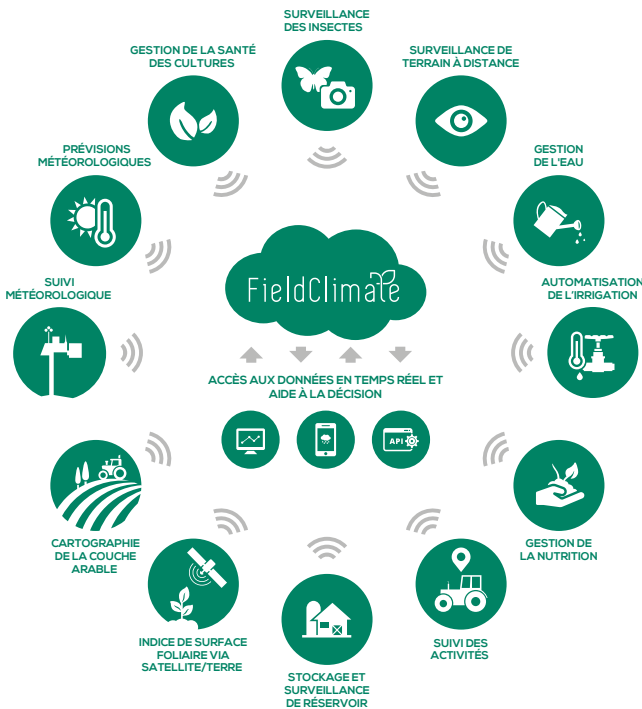 SURVEILLANCE
DES INSECTES
GESTION DE LA SANTÉ
DES CULTURES
SURVEILLANCE DE
TERRAIN À DISTANCE
PRÉVISIONS
MÉTÉOROLOGIQUES
GESTION
DE L'EAU
SUIVI
MÉTÉOROLOGIQUE
FieldClimate
AUTOMATISATION
DE L'IRRIGATION
ACCÈS AUX DONNÉES EN TEMPS RÉEL ET
AIDE À LA DÉCISION
API
CARTOGRAPHIE
DE LA COUCHE
ARABLE
GESTION DE
LA NUTRITION
INDICE DE SURFACE
FOLIAIRE VIA
SATELLITE/TERRE
SUIVI DES
ACTIVITÉS
STOCKAGE ET
SURVEILLANCE
DE RÉSERVOIR